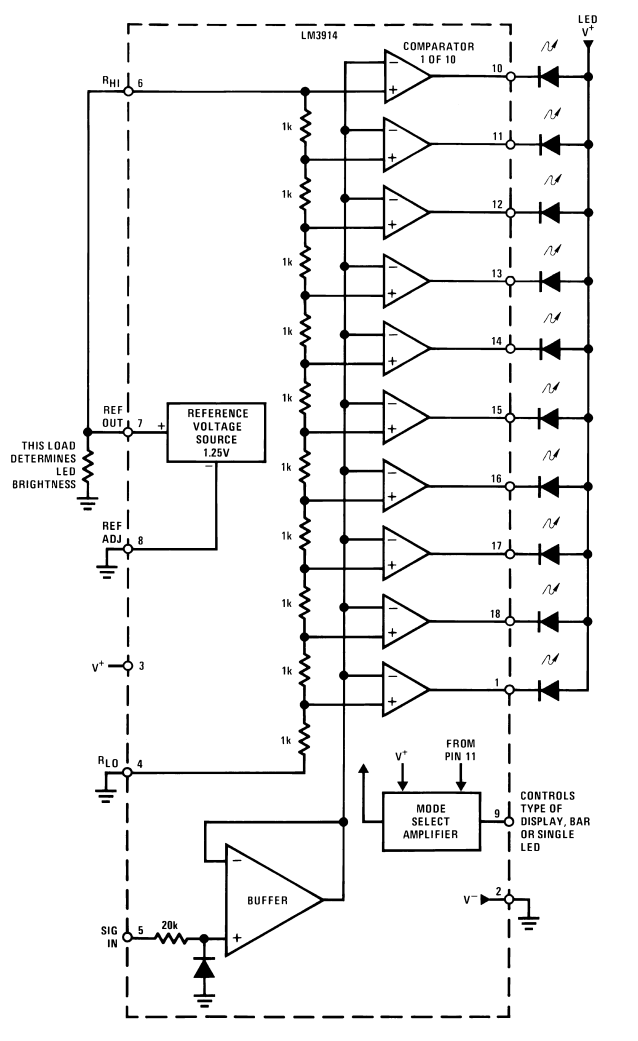 LED
V+
LM3914
COMPARATOR
1 OF 10
RHI
6
10
1k
11
1k
12
1k
13
1k
14
1k
15
REF
OUT
7
+
REFERENCE
VOLTAGE
SOURCE
1.25V
−
THIS LOAD
DETERMINES
LED
BRIGHTNESS
1k
16
REF
ADJ
8
1k
17
1k
18
V+
3
1k
1
1k
RLO
4
V+
FROM
PIN 11
MODE
SELECT
AMPLIFIER
9
CONTROLS
TYPE OF
DISPLAY, BAR
OR SINGLE
LED
BUFFER
−
+
V−
2
SIG
IN
5
20k